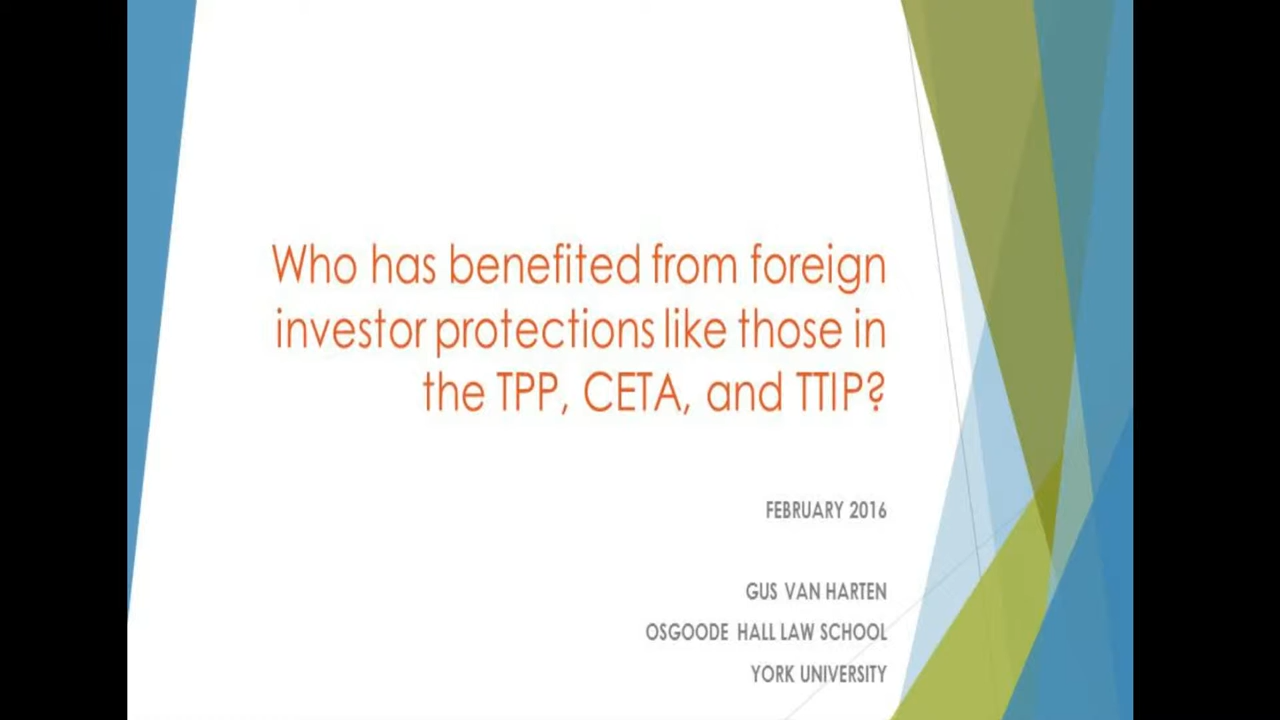 Who has benefited from foreign
investor protections like those in
the TPP, CETA, and TTIP?
FEBRUARY 2016
GUS VAN HARTEN
OSGOODE HALL LAW SCHOOL
YORK UNIVERSITY